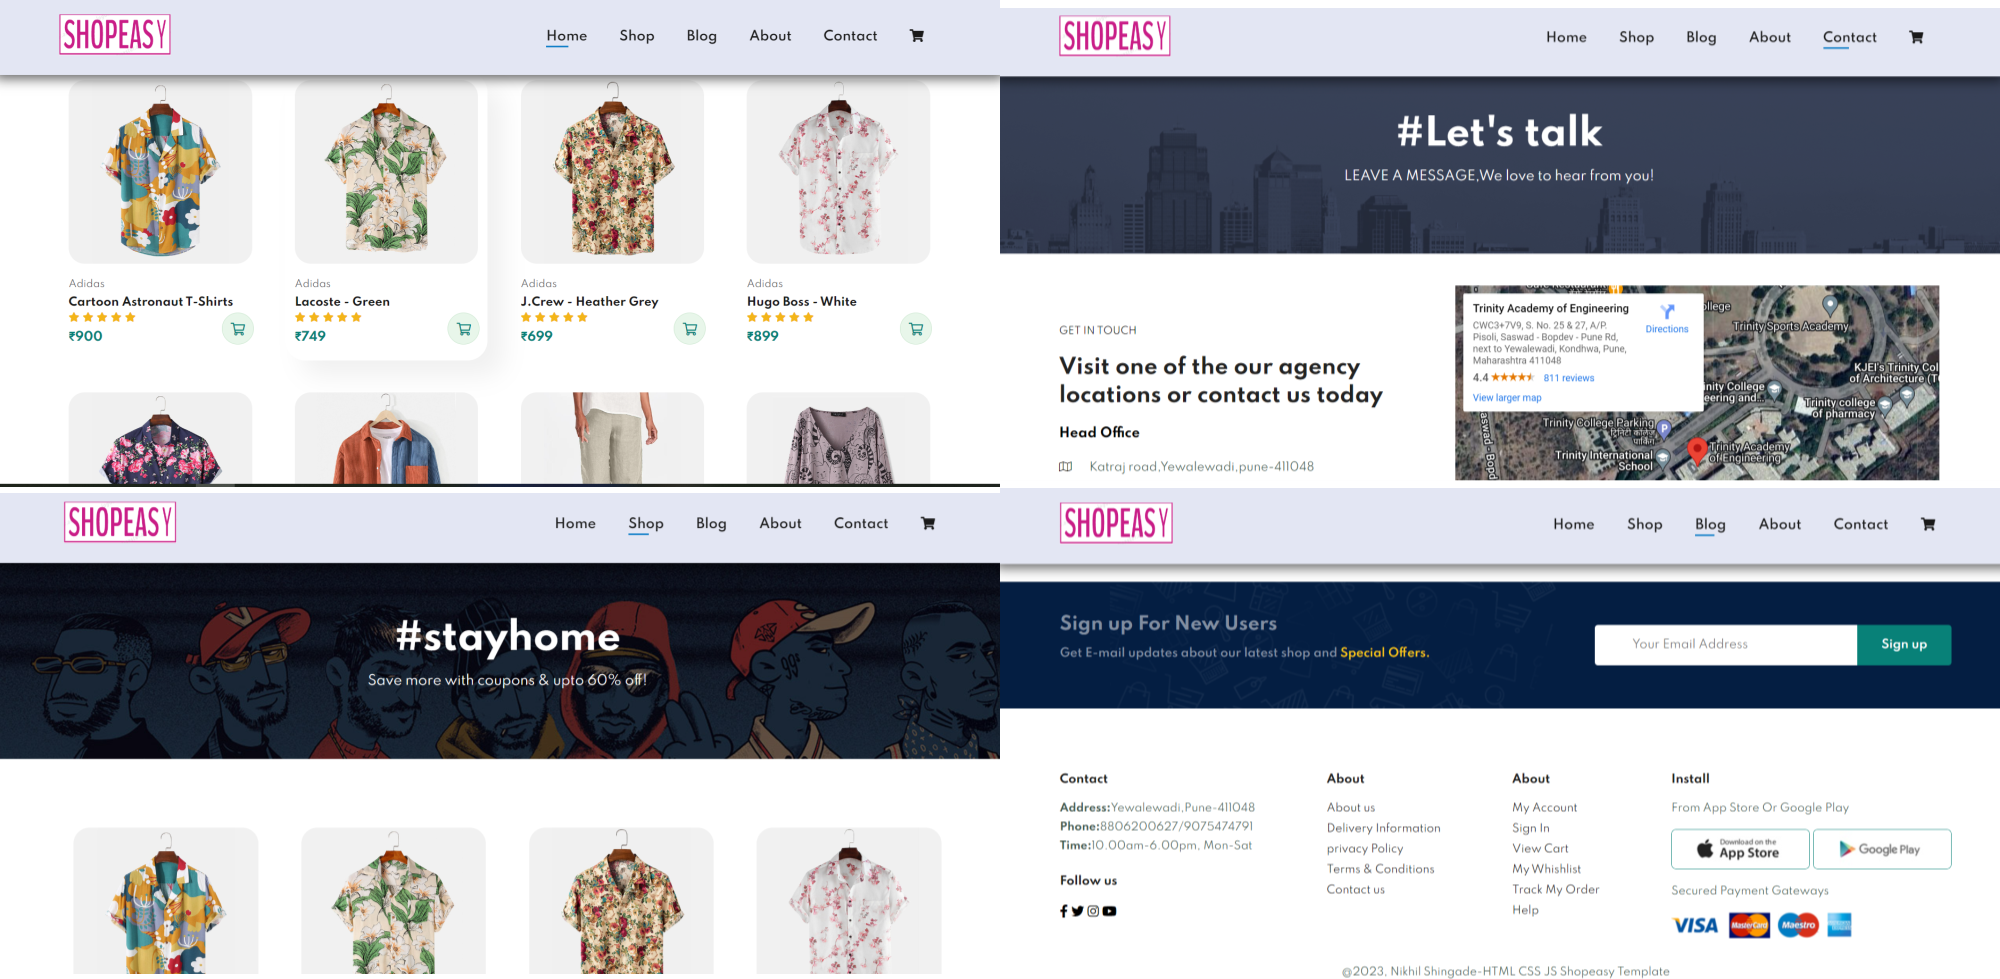 SHOPEASY
Home Shop Blog About Contact
Adidas
Cartoon Astronaut T-Shirts
₹900
Adidas
Lacoste - Green
₹749
Adidas
J.Crew - Heather Grey
₹699
Adidas
Hugo Boss - White
₹899
SHOPEASY
Home Shop Blog About Contact
#Let's talk
LEAVE A MESSAGE,We love to hear from you!
GET IN TOUCH
Visit one of the our agency
locations or contact us today
Head Office
Katraj road,Yewalewadi,pune-411048
Trinity Academy of Engineering
CWC3+7V9, S. No. 25 & 27, A/P.
Pisoli, Saswad - Bopdev - Pune Rd,
next to Yewalewadi, Kondhwa, Pune,
Maharashtra 411048
Directions
4.4 811 reviews
View larger map
Trinity Sports Academy
KJEI's Trinity Col
of Architecture (T
Trinity college
of pharmacy
Trinity College Parking
P
Trinity International
School
Trinity Academy
of Engineering
SHOPEASY
Home Shop Blog About Contact
#stayhome
Save more with coupons & upto 60% off!
SHOPEASY
Home Shop Blog About Contact
Sign up For New Users
Get E-mail updates about our latest shop and Special Offers.
Your Email Address
Sign up
Contact
Address:Yewalewadi,Pune-411048
Phone:8806200627/9075474791
Time:10.00am-6.00pm, Mon-Sat
Follow us
About
About us
Delivery Information
privacy Policy
Terms & Conditions
Contact us
About
My Account
Sign In
View Cart
My Whishlist
Track My Order
Help
Install
From App Store Or Google Play
Download on the
App Store
Google Play
Secured Payment Gateways
VISA MasterCard Maestro
@2023, Nikhil Shingade-HTML CSS JS Shopeasy Template